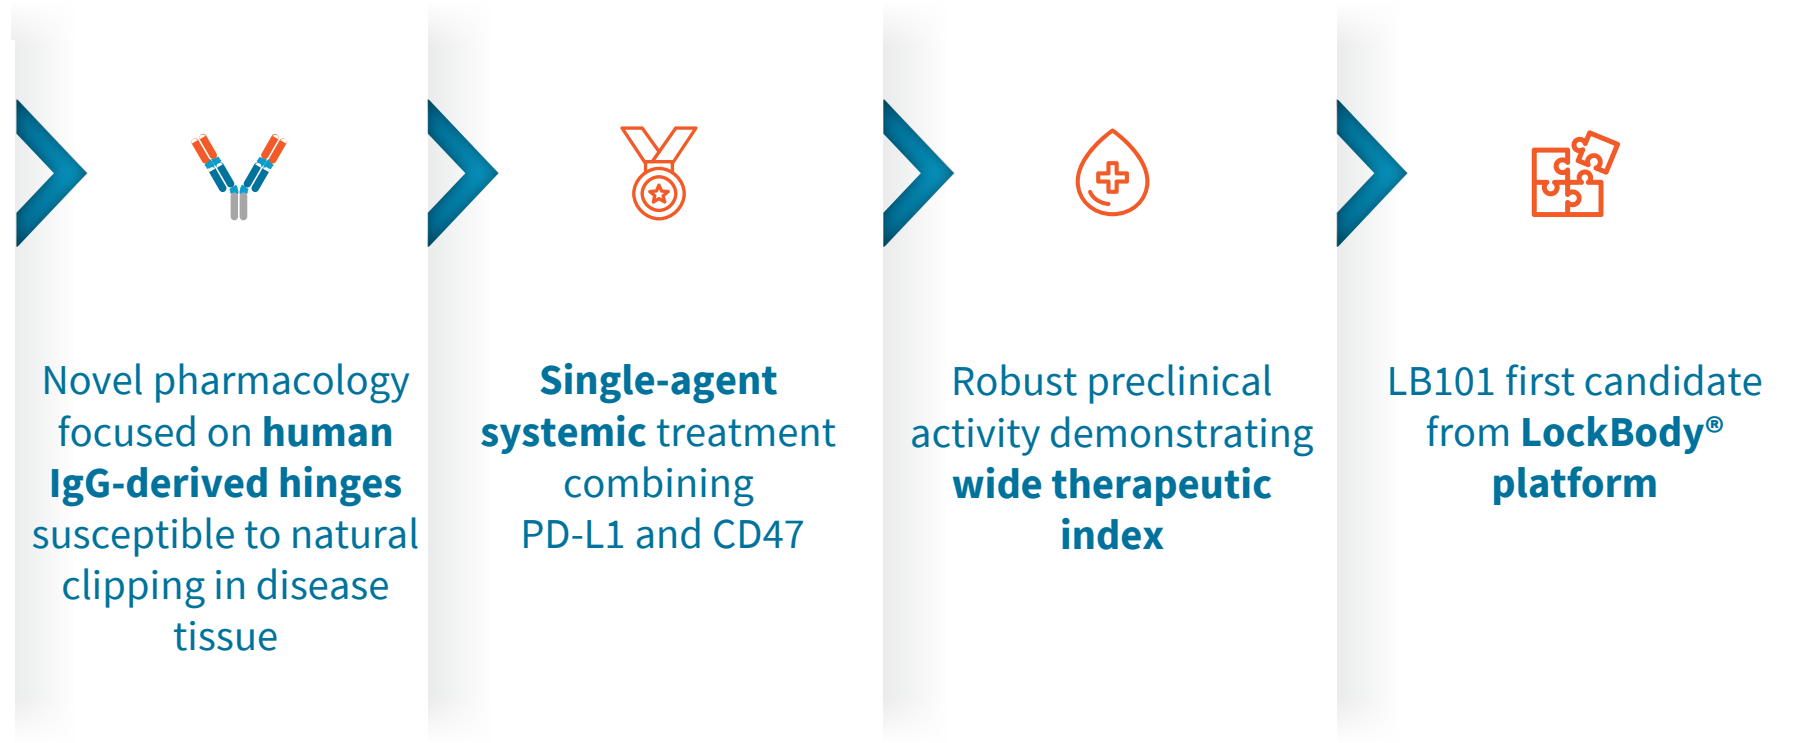 Novel pharmacology
focused on human
IgG-derived hinges
susceptible to natural
clipping in disease
tissue
Single-agent
systemic treatment
combining
PD-L1 and CD47
Robust preclinical
activity demonstrating
wide therapeutic
index
LB101 first candidate
from LockBody®
platform